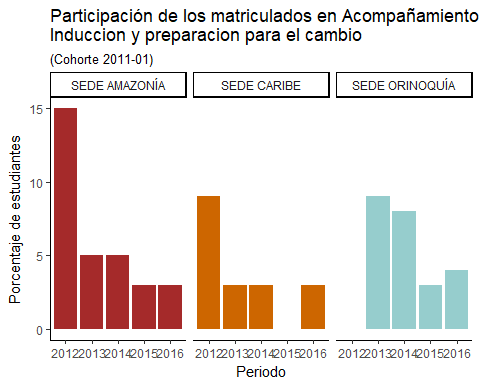 Participación de los matriculados en Acompañamiento
Induccion y preparacion para el cambio
(Cohorte 2011-01)
SEDE AMAZONÍA SEDE CARIBE SEDE ORINOQUÍA
Porcentaje de estudiantes
15
10
5
0
2012 2013 2014 2015 2016 2012 2013 2014 2015 2016 2012 2013 2014 2015 2016
Periodo